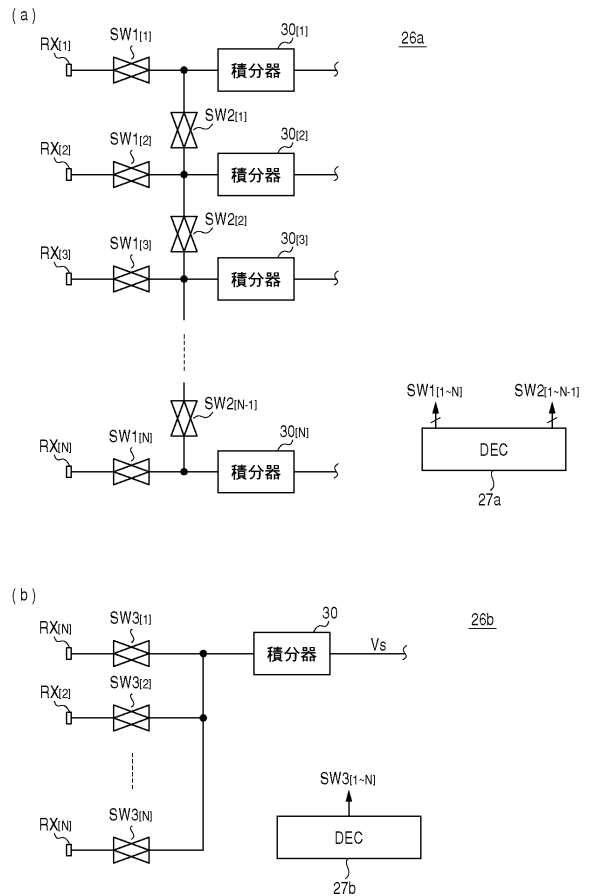 (a)
SW1[1]
30[1]
26a
RX[1]
積分器
SW2[1]
SW1[2]
30[2]
RX[2]
積分器
SW2[2]
SW1[3]
30[3]
RX[3]
積分器
SW2[N-1]
SW1[N]
30[N]
RX[N]
積分器
SW1[1~N]
SW2[1~N-1]
DEC
27a
(b)
SW3[1]
30
26b
RX[N]
積分器
Vs
SW3[2]
RX[2]
SW3[N]
RX[N]
SW3[1~N]
DEC
27b